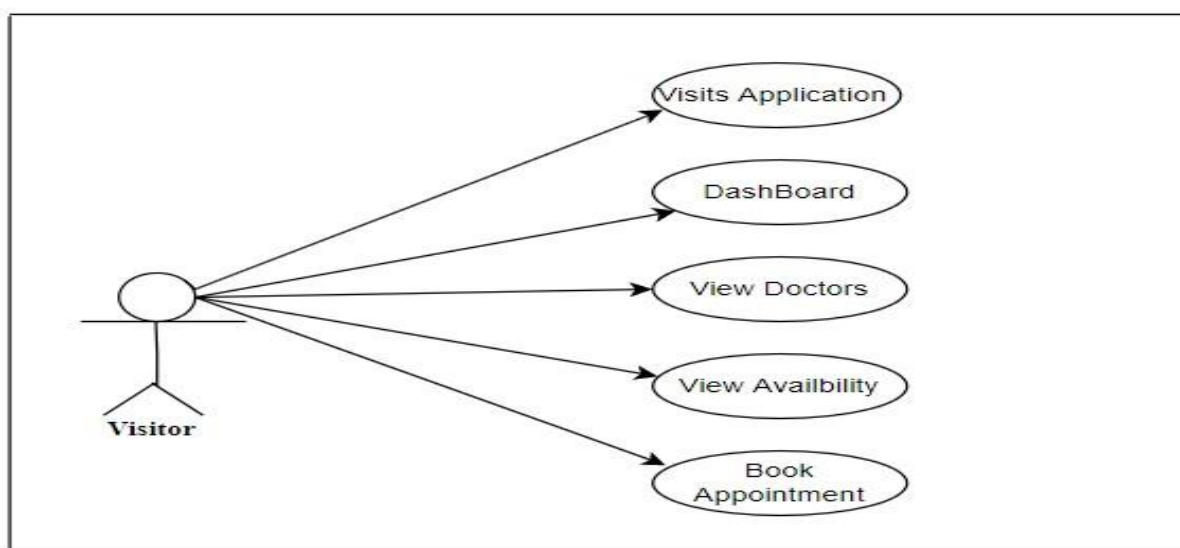 Visits Application
DashBoard
View Doctors
View Availbility
Book
Appointment
Visitor